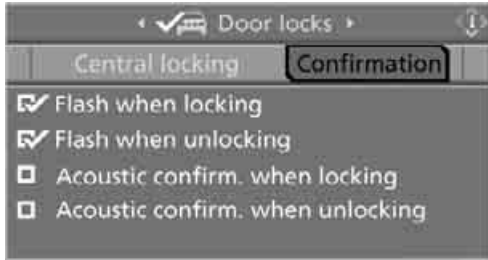 Door locks
Central locking Confirmation
Flash when locking
Flash when unlocking
Acoustic confirm. when locking
Acoustic confirm. when unlocking